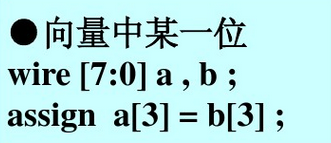 ●向量中某一位
wire [7:0] a , b ;
assign  a[3] = b[3] ;